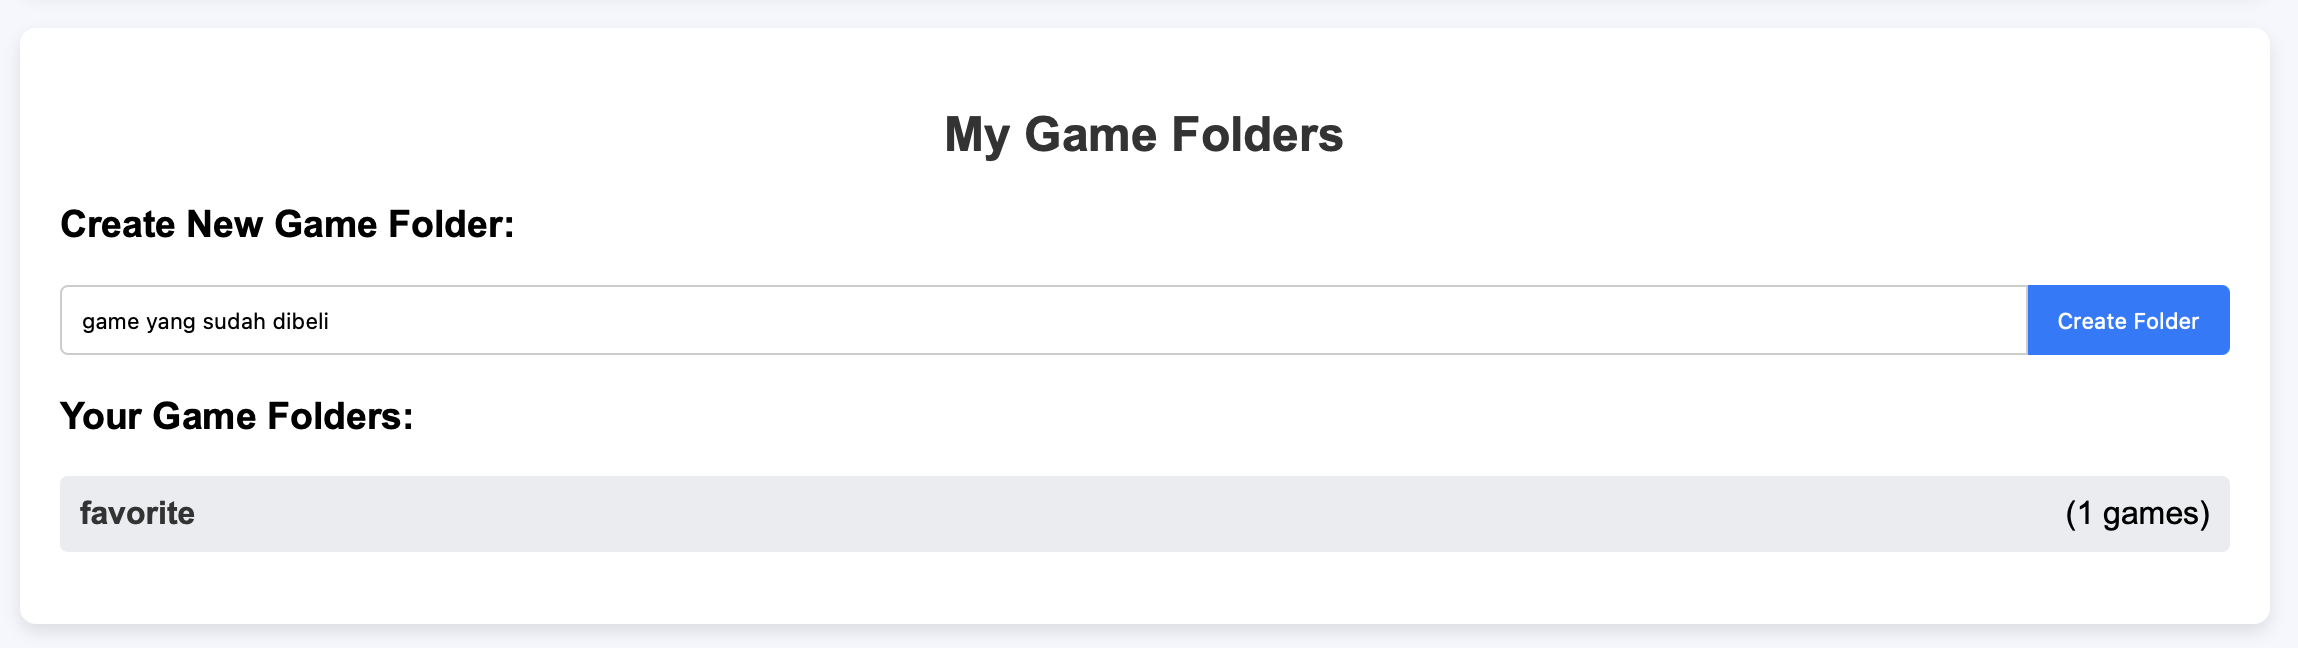 My Game Folders
Create New Game Folder:
game yang sudah dibeli
Create Folder
Your Game Folders:
favorite
(1 games)